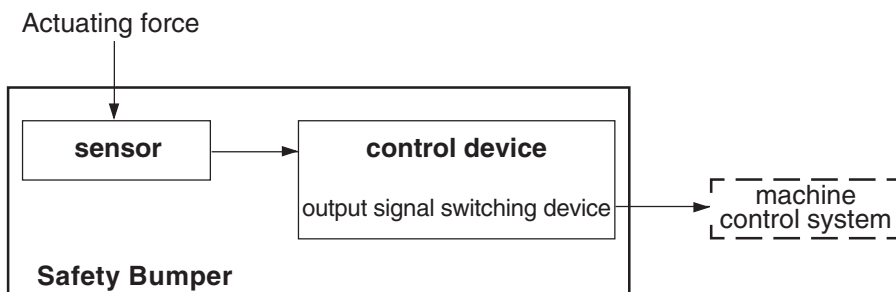 Actuating force
sensor
control device
output signal switching device
machine
control system
Safety Bumper